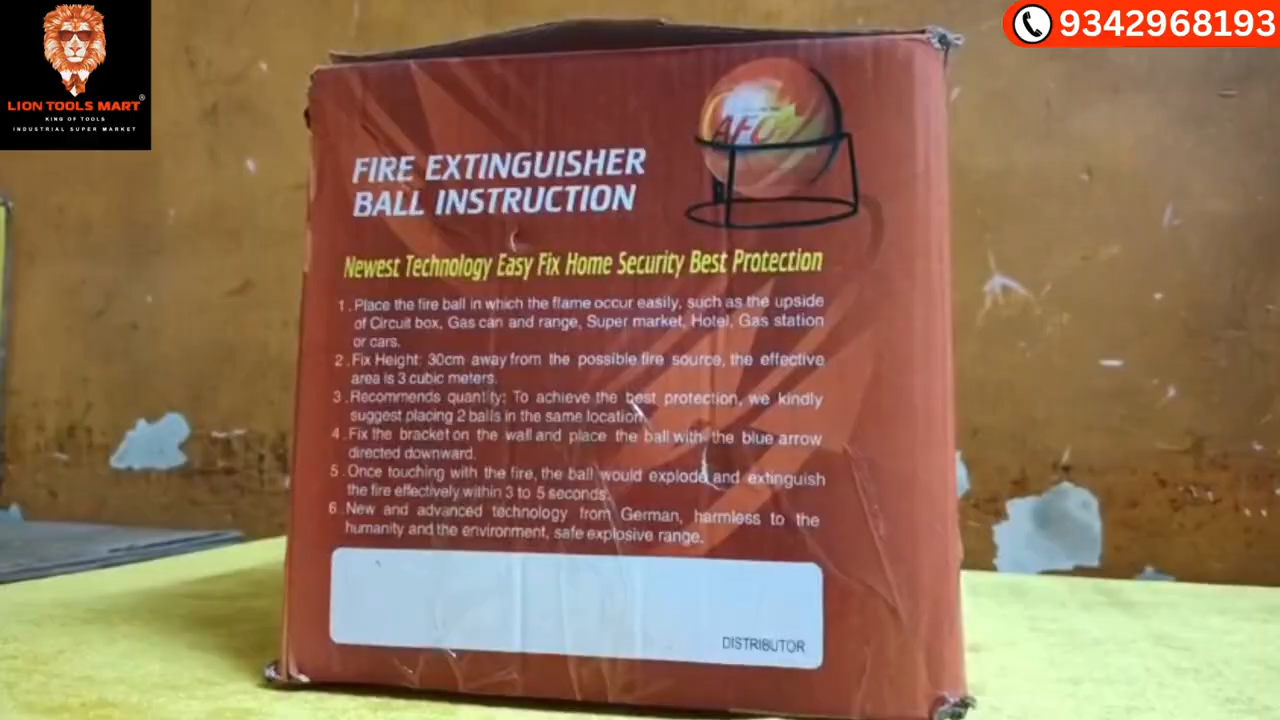 LION TOOLS MART®
KING OF TOOLS
INDUSTRIAL SUPER MARKET
9342968193
AFO
FIRE EXTINGUISHER
BALL INSTRUCTION
Newest Technology Easy Fix Home Security Best Protection
1. Place the fire ball in which the flame occur easily, such as the upside
of Circuit box, Gas can and range, Super market, Hotel, Gas station
or cars.
2. Fix Height: 30cm away from the possible fire source, the effective
area is 3 cubic meters.
3. Recommends quantity: To achieve the best protection, we kindly
suggest placing 2 balls in the same location.
4. Fix the bracket on the wall and place the ball with the blue arrow
directed downward.
5. Once touching with the fire, the ball would explode and extinguish
the fire effectively within 3 to 5 seconds.
6. New and advanced technology from German, harmless to the
humanity and the environment, safe explosive range.
DISTRIBUTOR